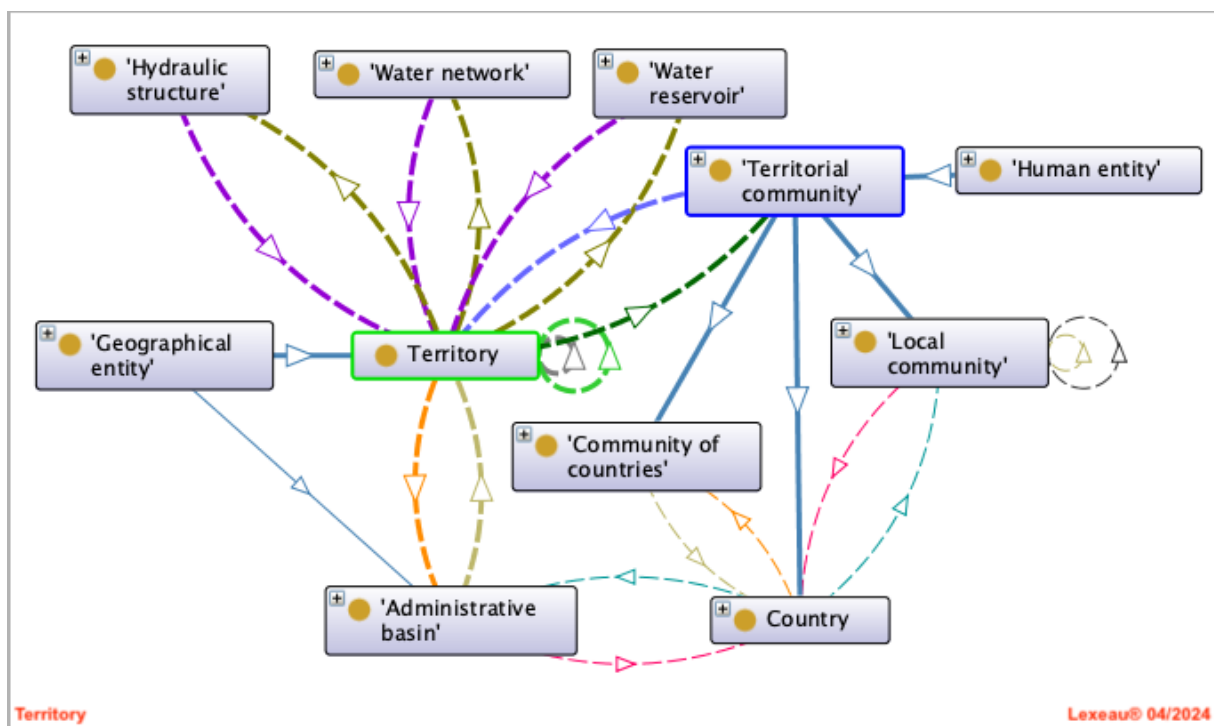 'Hydraulic
structure'
'Water network'
'Water
reservoir'
'Territorial
community'
'Human entity'
'Geographical
entity'
Territory
'Local
community'
'Community of
countries'
'Administrative
basin'
Country
Territory
Lexeau® 04/2024